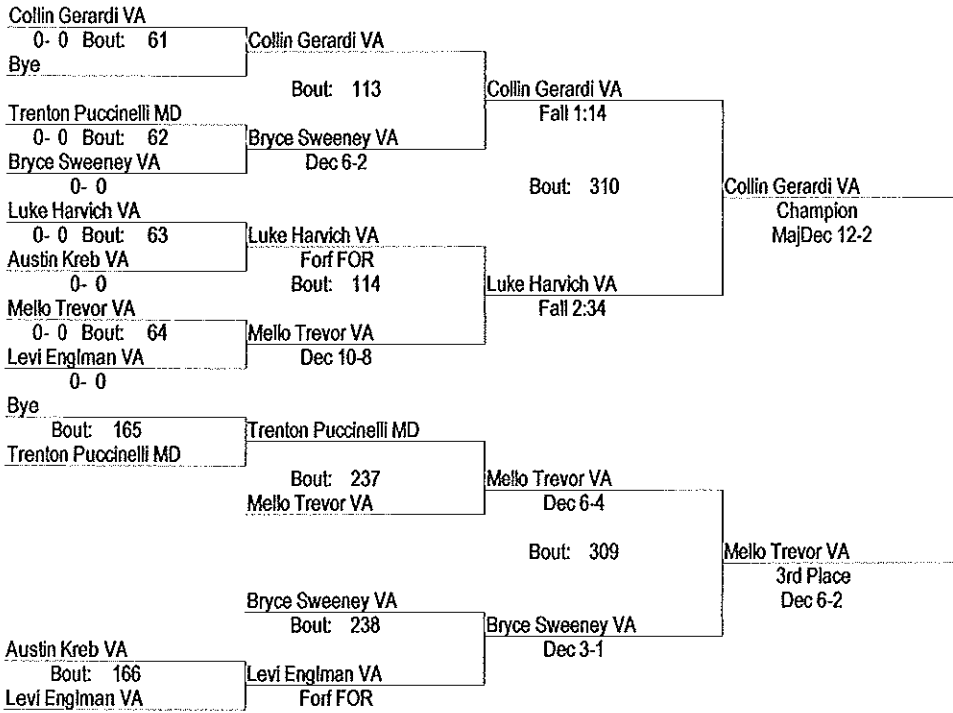 Collin Gerardi VA
0- 0 Bout: 61
Bye
Collin Gerardi VA
Bout: 113
Trenton Puccinelli MD
0- 0 Bout: 62
Bryce Sweeney VA
0- 0
Bryce Sweeney VA
Dec 6-2
Collin Gerardi VA
Fall 1:14
Bout: 310
Luke Harvich VA
0- 0 Bout: 63
Austin Kreb VA
0- 0
Luke Harvich VA
Forf FOR
Bout: 114
Mello Trevor VA
0- 0 Bout: 64
Levi Englman VA
0- 0
Mello Trevor VA
Dec 10-8
Luke Harvich VA
Fall 2:34
Collin Gerardi VA
Champion
MajDec 12-2
Bye
Bout: 165
Trenton Puccinelli MD
Trenton Puccinelli MD
Bout: 237
Mello Trevor VA
Mello Trevor VA
Dec 6-4
Bout: 309
Bryce Sweeney VA
Bout: 238
Austin Kreb VA
Bout: 166
Levi Englman VA
Levi Englman VA
Forf FOR
Bryce Sweeney VA
Dec 3-1
Mello Trevor VA
3rd Place
Dec 6-2